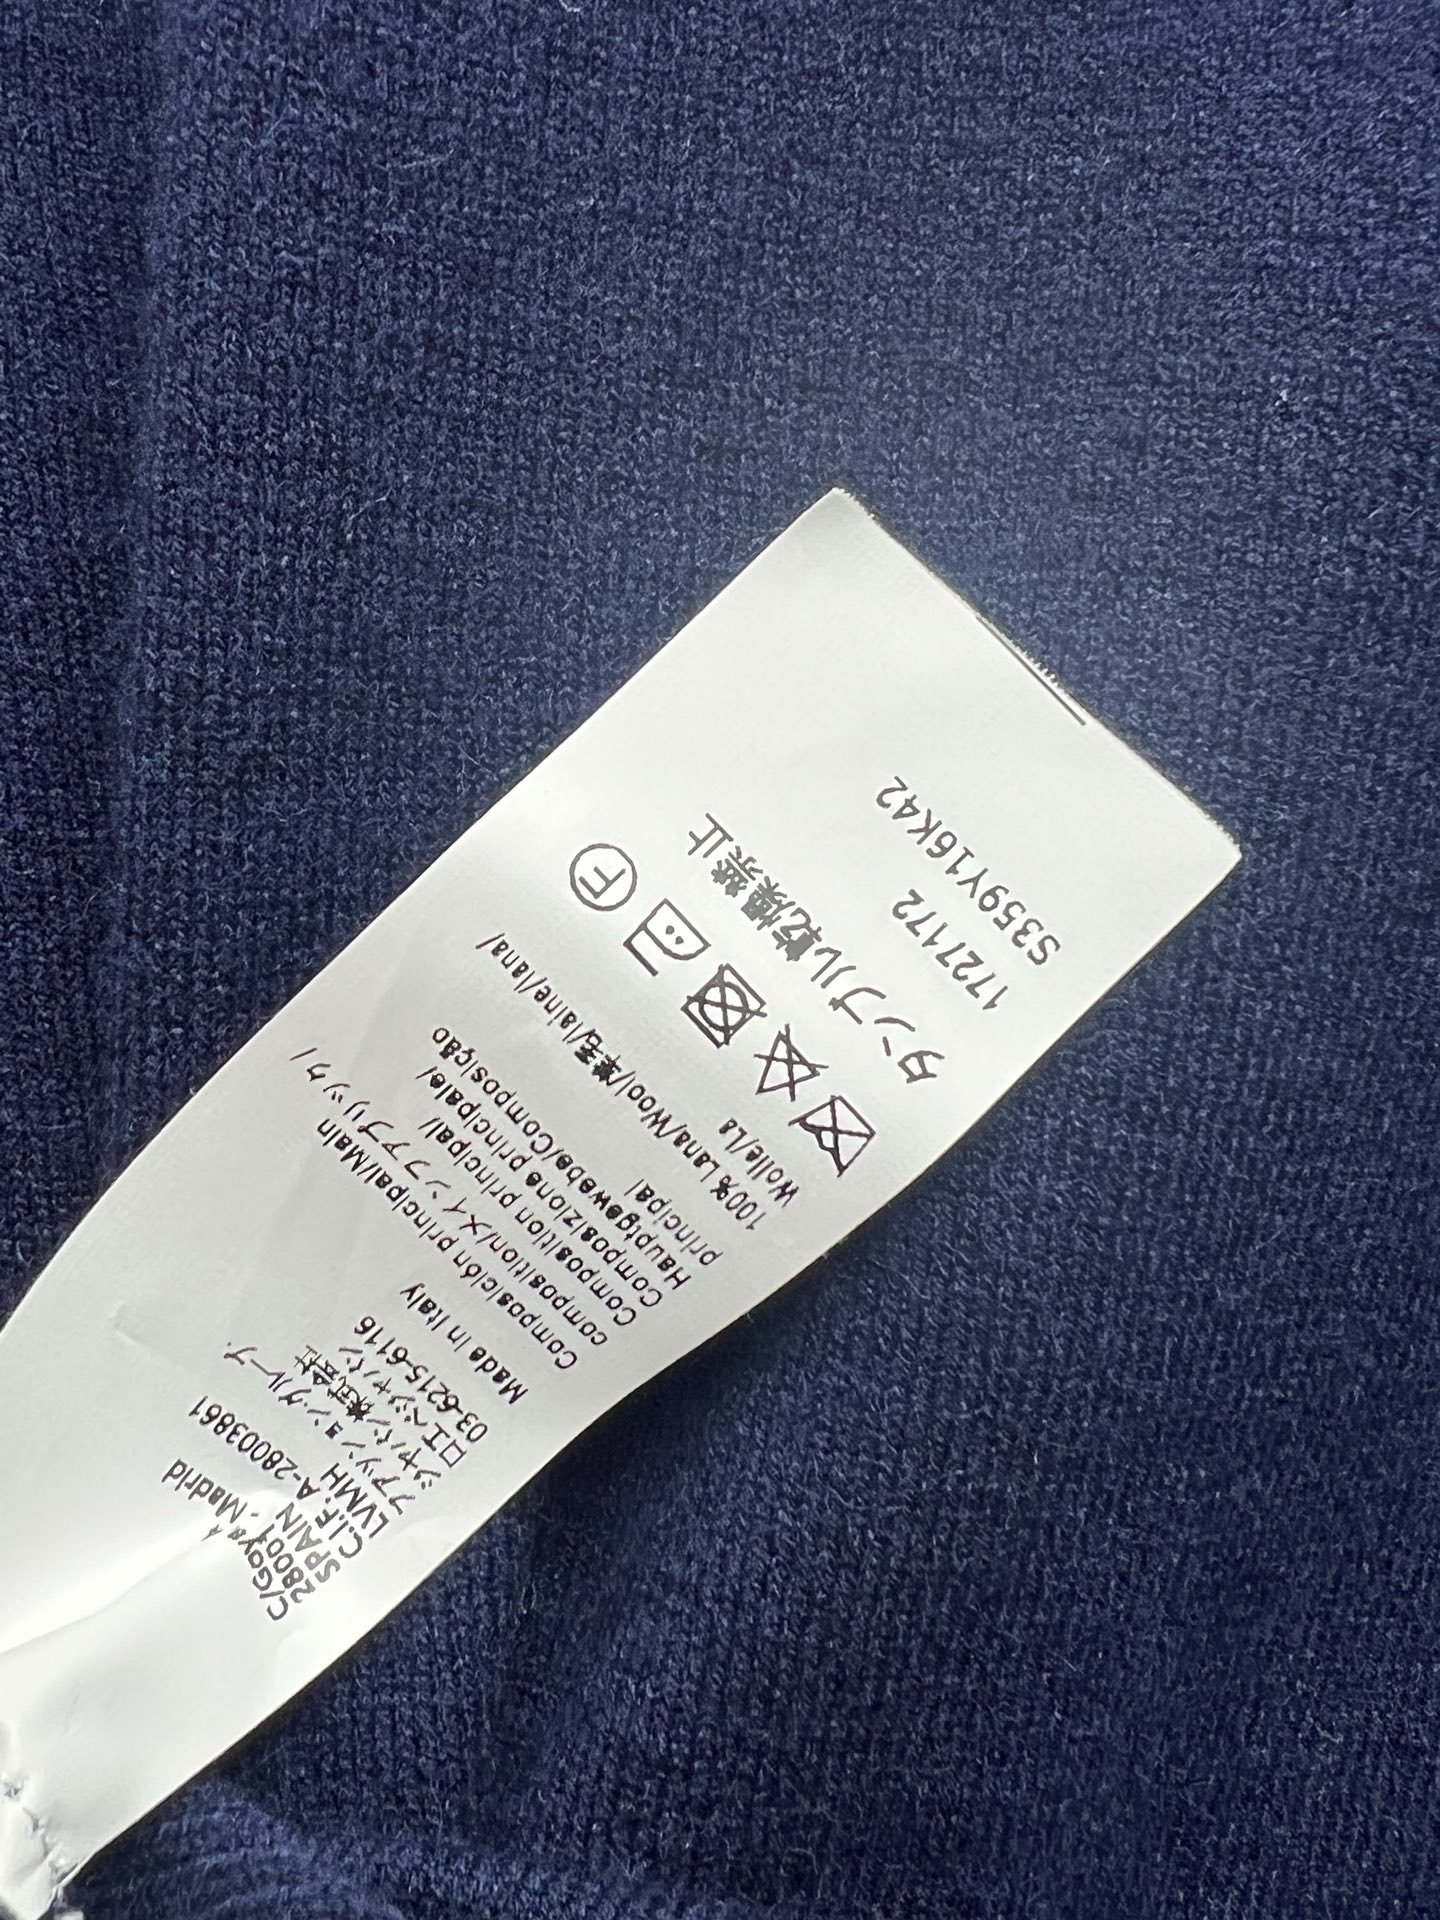 C/Goya, 4
28001 - Madrid
SPAIN
C.I.F. A-28003861
LVMH
ファッション・グループ・
ジャパン株式会社
ロエベジャパン
03-6215-6116
Made in Italy
Composición principal/Main
composition/メインファブリック/
Composition principal/
Composizione principale/
Hauptgewebe/Composição
principal
100% Lana/Wool/羊毛/laine/lana/
Wolle/Lã
F
タンブル乾燥禁止
1727172
S359Y16K42